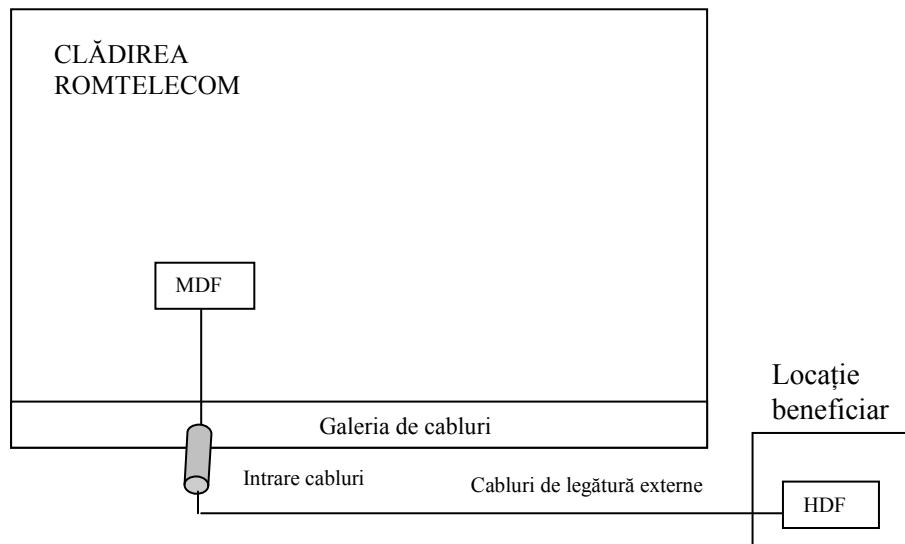 CLĂDIREA
ROMTELECOM
MDF
Locație
beneficiar
Galeria de cabluri
Intrare cabluri
Cabluri de legătură externe
HDF